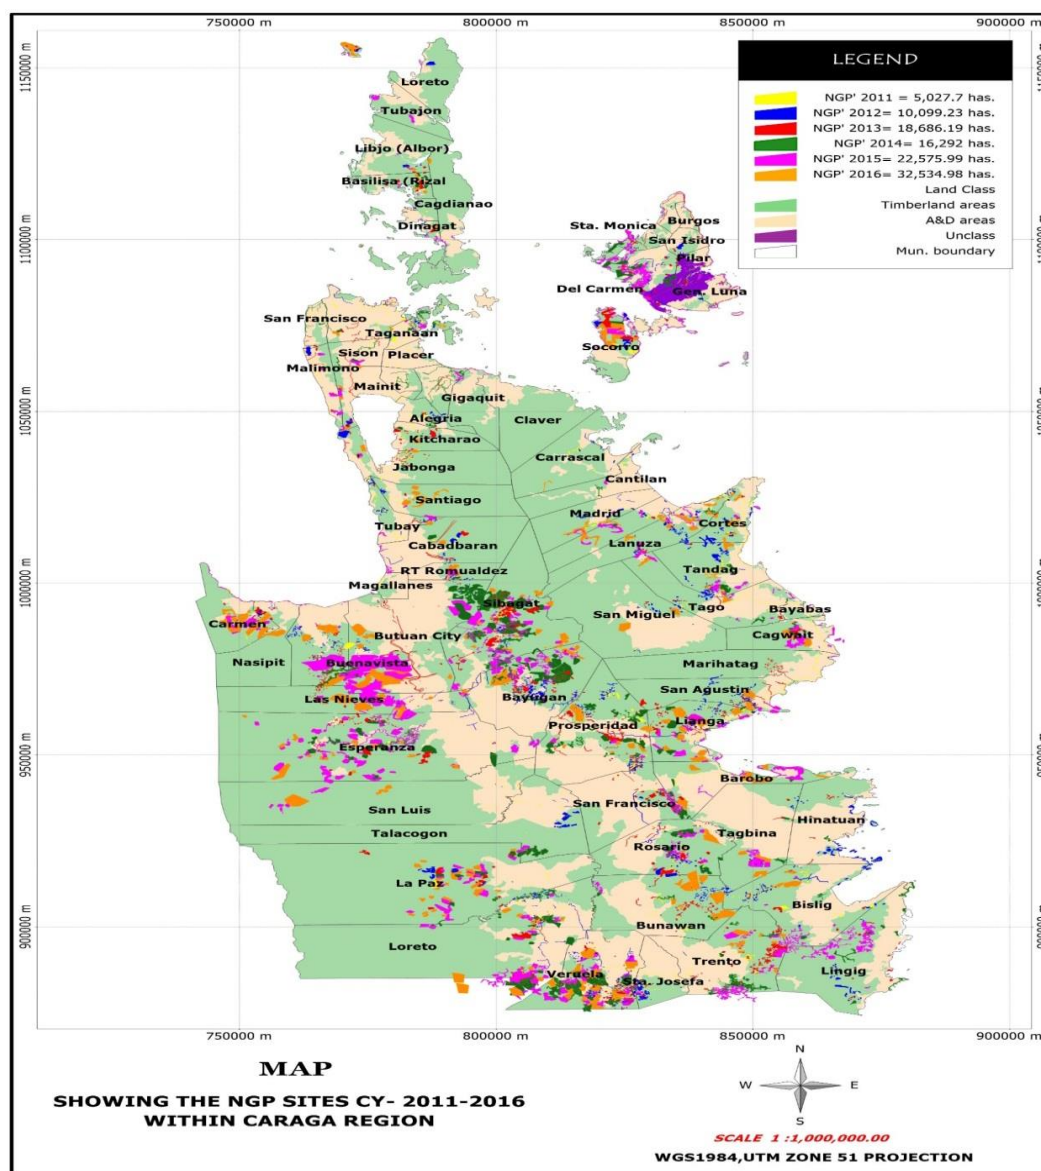 750000 m 800000 m 850000 m 900000 m
1150000 m
1100000 m
1050000 m
1000000 m
950000 m
900000 m
LEGEND
NGP' 2011 = 5,027.7 has.
NGP' 2012= 10,099.23 has.
NGP' 2013= 18,686.19 has.
NGP' 2014= 16,292 has.
NGP' 2015= 22,575.99 has.
NGP' 2016= 32,534.98 has.
Land Class
Timberland areas
A&D areas
Unclass
Mun. boundary
1150000 m
1100000 m
1050000 m
1000000 m
950000 m
900000 m
Loreto
Tubajon
Libjo (Albor)
Basilisa (Rizal
Cagdianao
Dinagat
Burgos
Sta. Monica
San Isidro
Pilar
Del Carmen
Gen. Luna
Socorro
San Francisco
Taganaan
Sison
Placer
Malimono
Mainit
Gigaquit
Alegria
Claver
Kitcharao
Carrascal
Jabonga
Cantilan
Santiago
Madrid
Tubay
Cortes
Cabadbaran
Lanuza
RT Romualdez
Tandag
Magallanes
Sibagat
San Miguel
Tago
Bayabas
Carmen
Butuan City
Cagwait
Nasipit
Buenavista
Marihatag
Las Nieves
Bayugan
San Agustin
Prosperidad
Lianga
Esperanza
Barobo
San Luis
San Francisco
Hinatuan
Talacogon
Tagbina
Rosario
La Paz
Bislig
Bunawan
Loreto
Trento
Lingig
Veruela
Sta. Josefa
750000 m 800000 m 850000 m 900000 m
MAP
SHOWING THE NGP SITES CY- 2011-2016
WITHIN CARAGA REGION
N
W E
S
SCALE 1 :1,000,000.00
WGS1984,UTM ZONE 51 PROJECTION